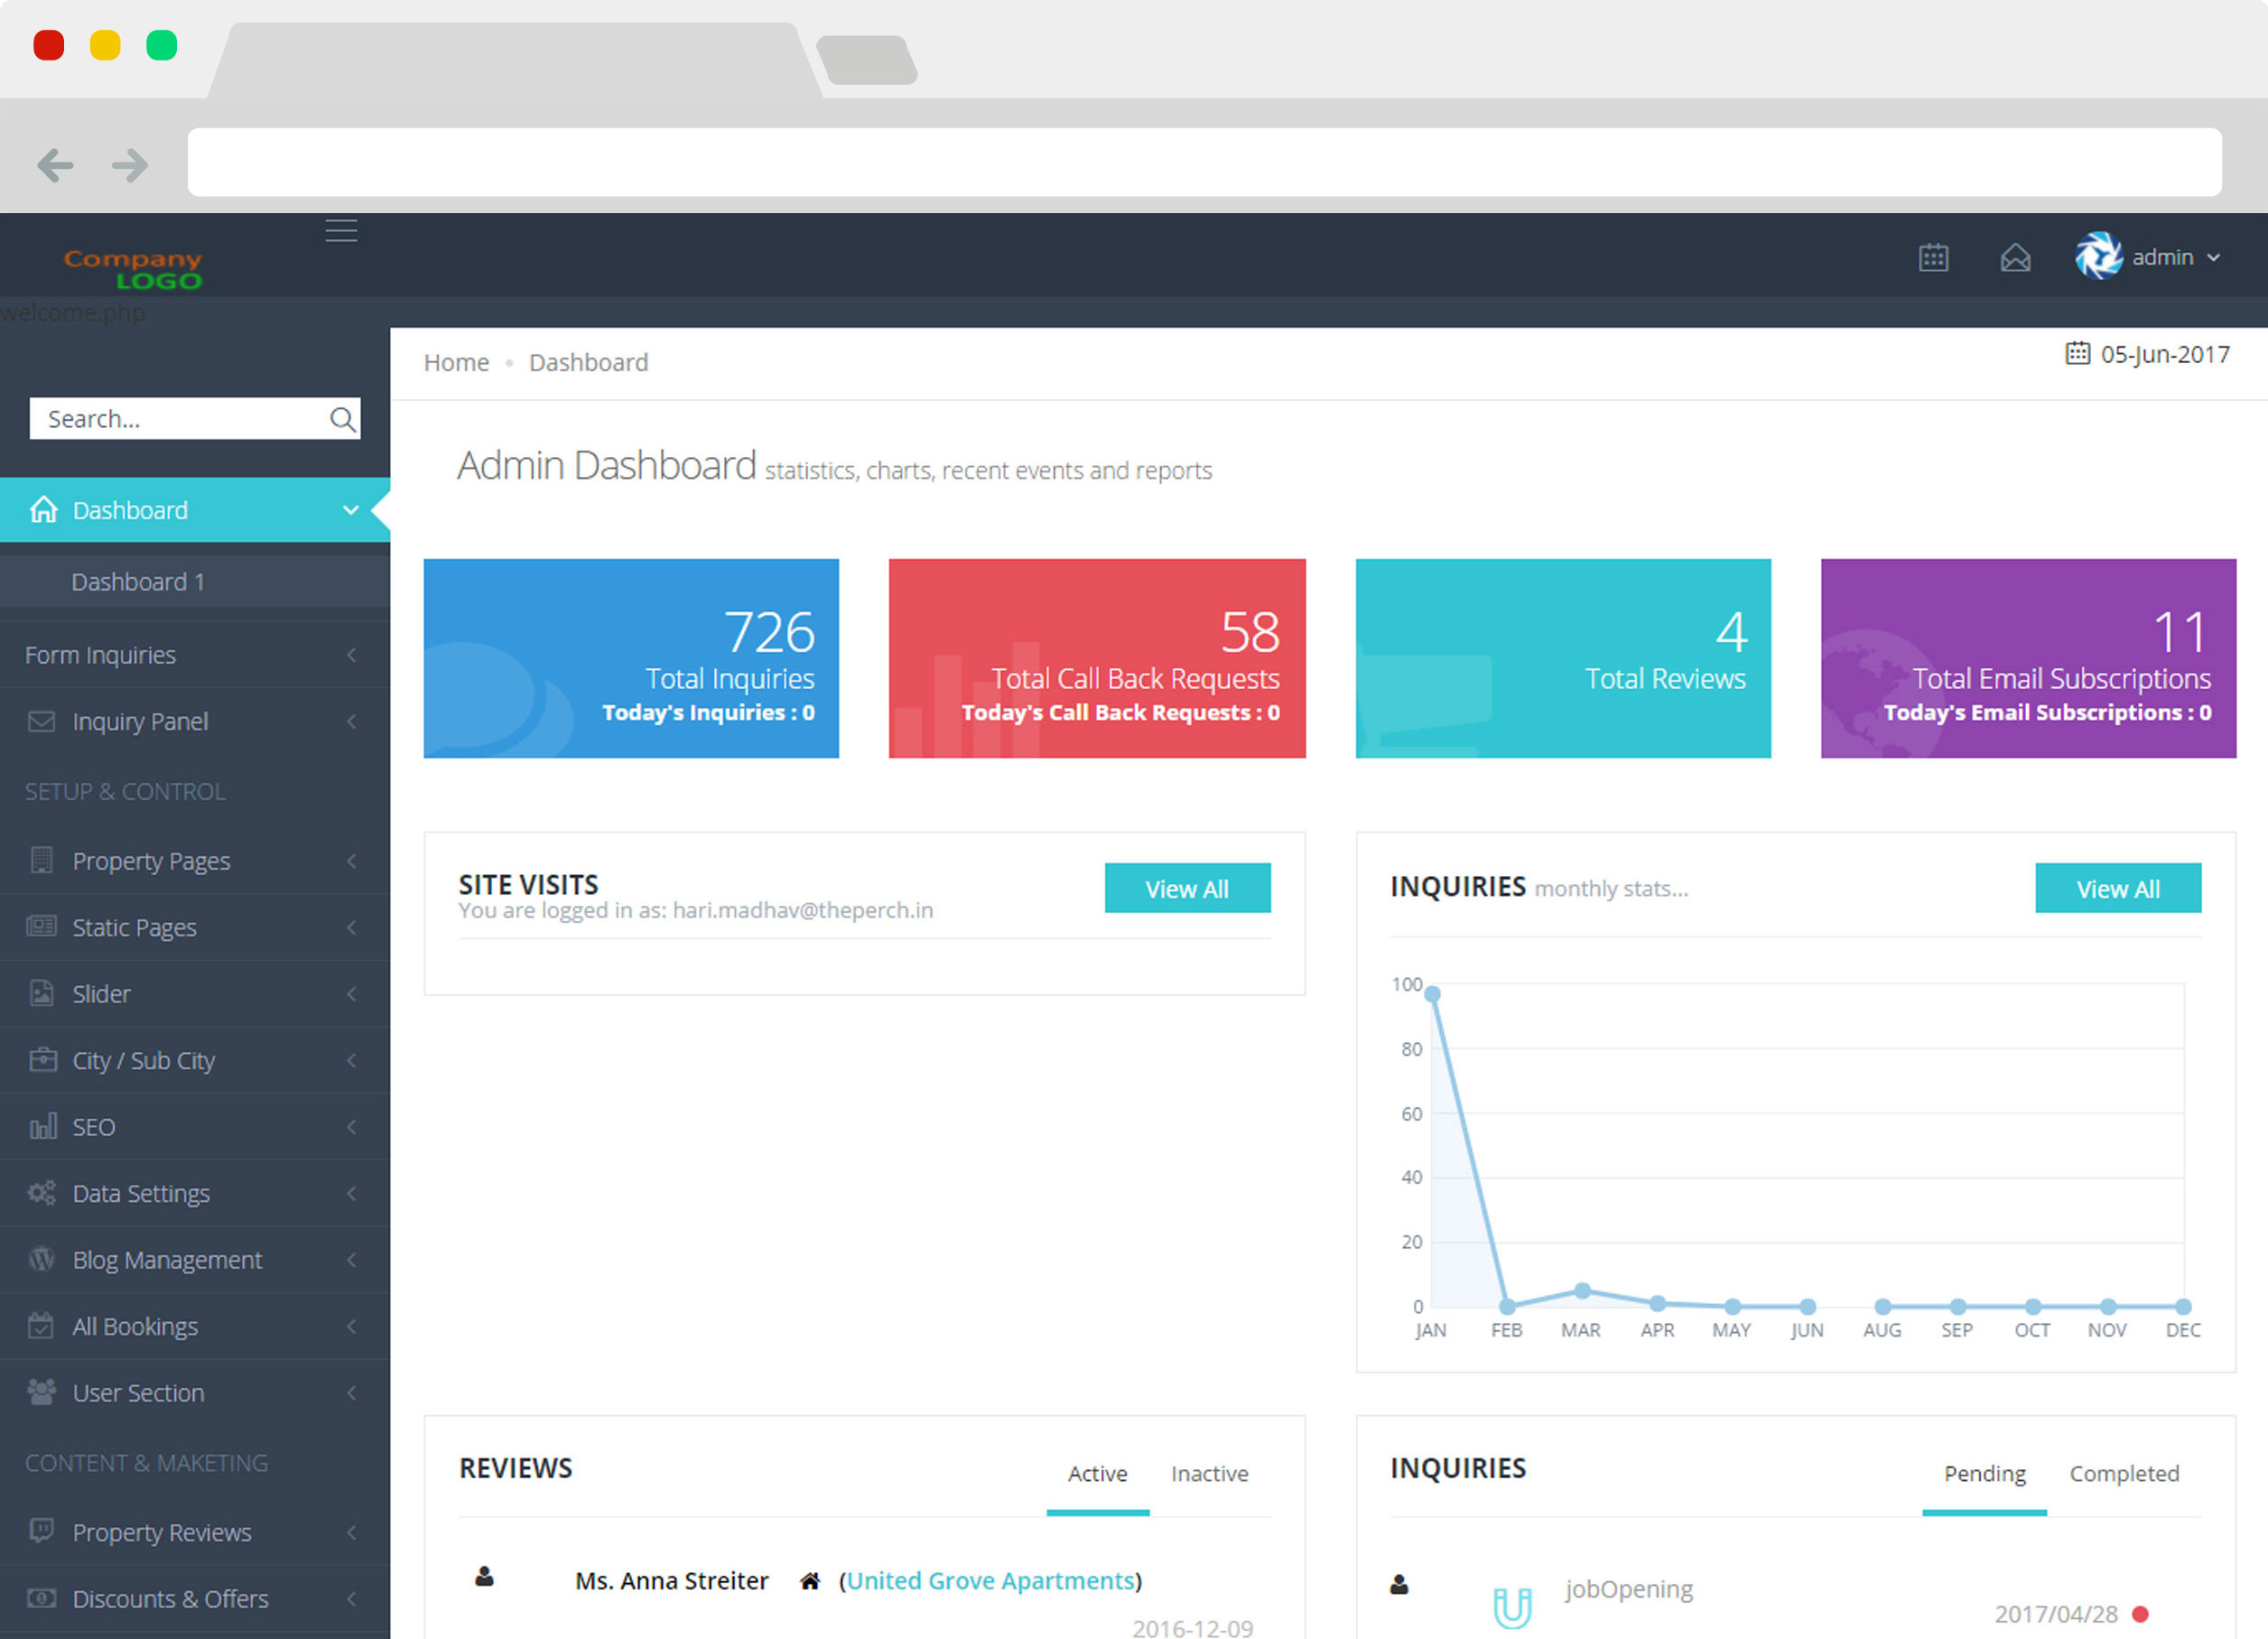 Company
LOGO
admin
welcome.php
Home • Dashboard
05-Jun-2017
Search...
Admin Dashboard statistics, charts, recent events and reports
Dashboard
Dashboard 1
Form Inquiries
Inquiry Panel
SETUP & CONTROL
Property Pages
Static Pages
Slider
City / Sub City
SEO
Data Settings
Blog Management
All Bookings
User Section
CONTENT & MAKETING
Property Reviews
Discounts & Offers
726
Total Inquiries
Today's Inquiries : 0
58
Total Call Back Requests
Today's Call Back Requests : 0
4
Total Reviews
11
Total Email Subscriptions
Today's Email Subscriptions : 0
SITE VISITS
You are logged in as: hari.madhav@theperch.in
View All
INQUIRIES monthly stats...
View All
100
80
60
40
20
0
JAN FEB MAR APR MAY JUN AUG SEP OCT NOV DEC
REVIEWS
Active Inactive
Ms. Anna Streiter (United Grove Apartments)
2016-12-09
INQUIRIES
Pending Completed
jobOpening
2017/04/28